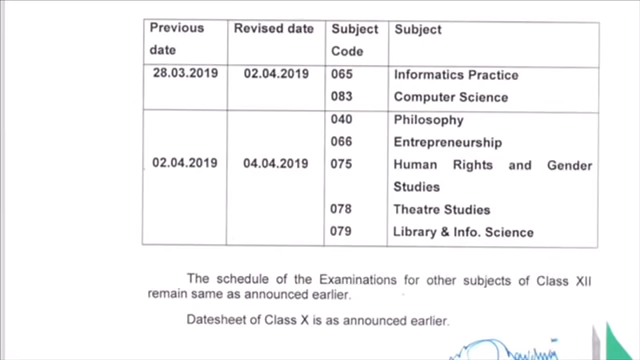 Previous date Revised date Subject Code Subject
28.03.2019 02.04.2019 065 Informatics Practice
083 Computer Science
040 Philosophy
066 Entrepreneurship
02.04.2019 04.04.2019 075 Human Rights and Gender
Studies
078 Theatre Studies
079 Library & Info. Science
The schedule of the Examinations for other subjects of Class XII
remain same as announced earlier.
Datesheet of Class X is as announced earlier.